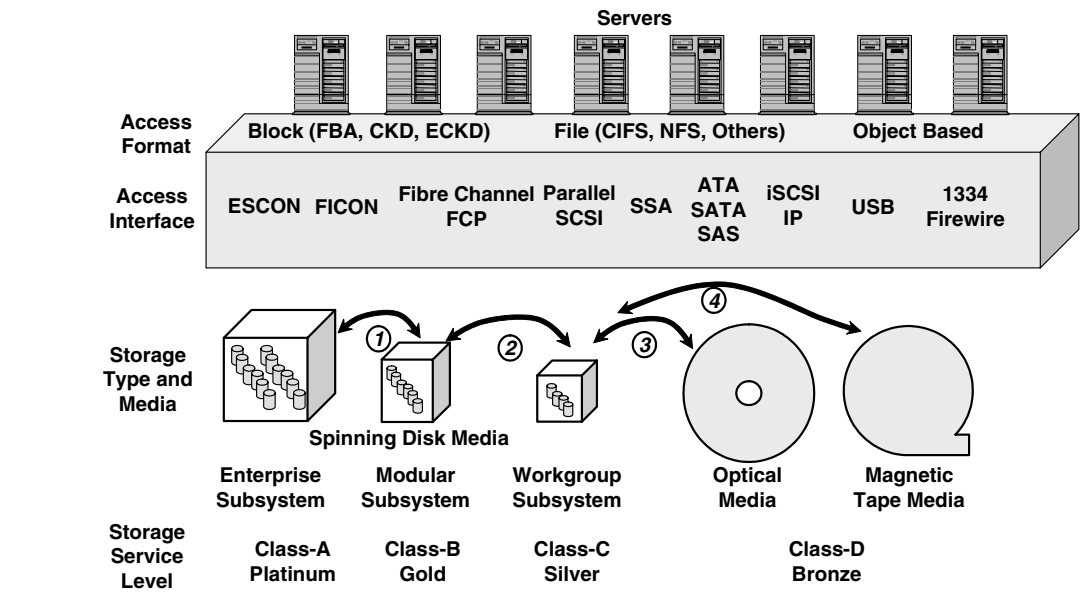 Servers
Access
Format
Block (FBA, CKD, ECKD)
File (CIFS, NFS, Others)
Object Based
Access
Interface
ESCON
FICON
Fibre Channel
FCP
Parallel
SCSI
SSA
ATA
SATA
SAS
iSCSI
IP
USB
1334
Firewire
1
2
3
4
Storage
Type and
Media
Spinning Disk Media
Enterprise
Subsystem
Modular
Subsystem
Workgroup
Subsystem
Optical
Media
Magnetic
Tape Media
Storage
Service
Level
Class-A
Platinum
Class-B
Gold
Class-C
Silver
Class-D
Bronze